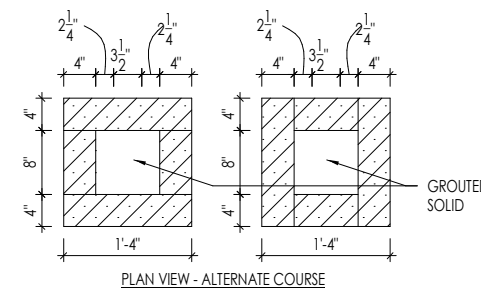 2 1/4" 2 1/4" 2 1/4" 2 1/4"
3 1/2" 3 1/2"
4" 4" 4" 4"
4" 4"
8" 8"
GROUTE
SOLID
4" 4"
1'-4" 1'-4"
PLAN VIEW - ALTERNATE COURSE